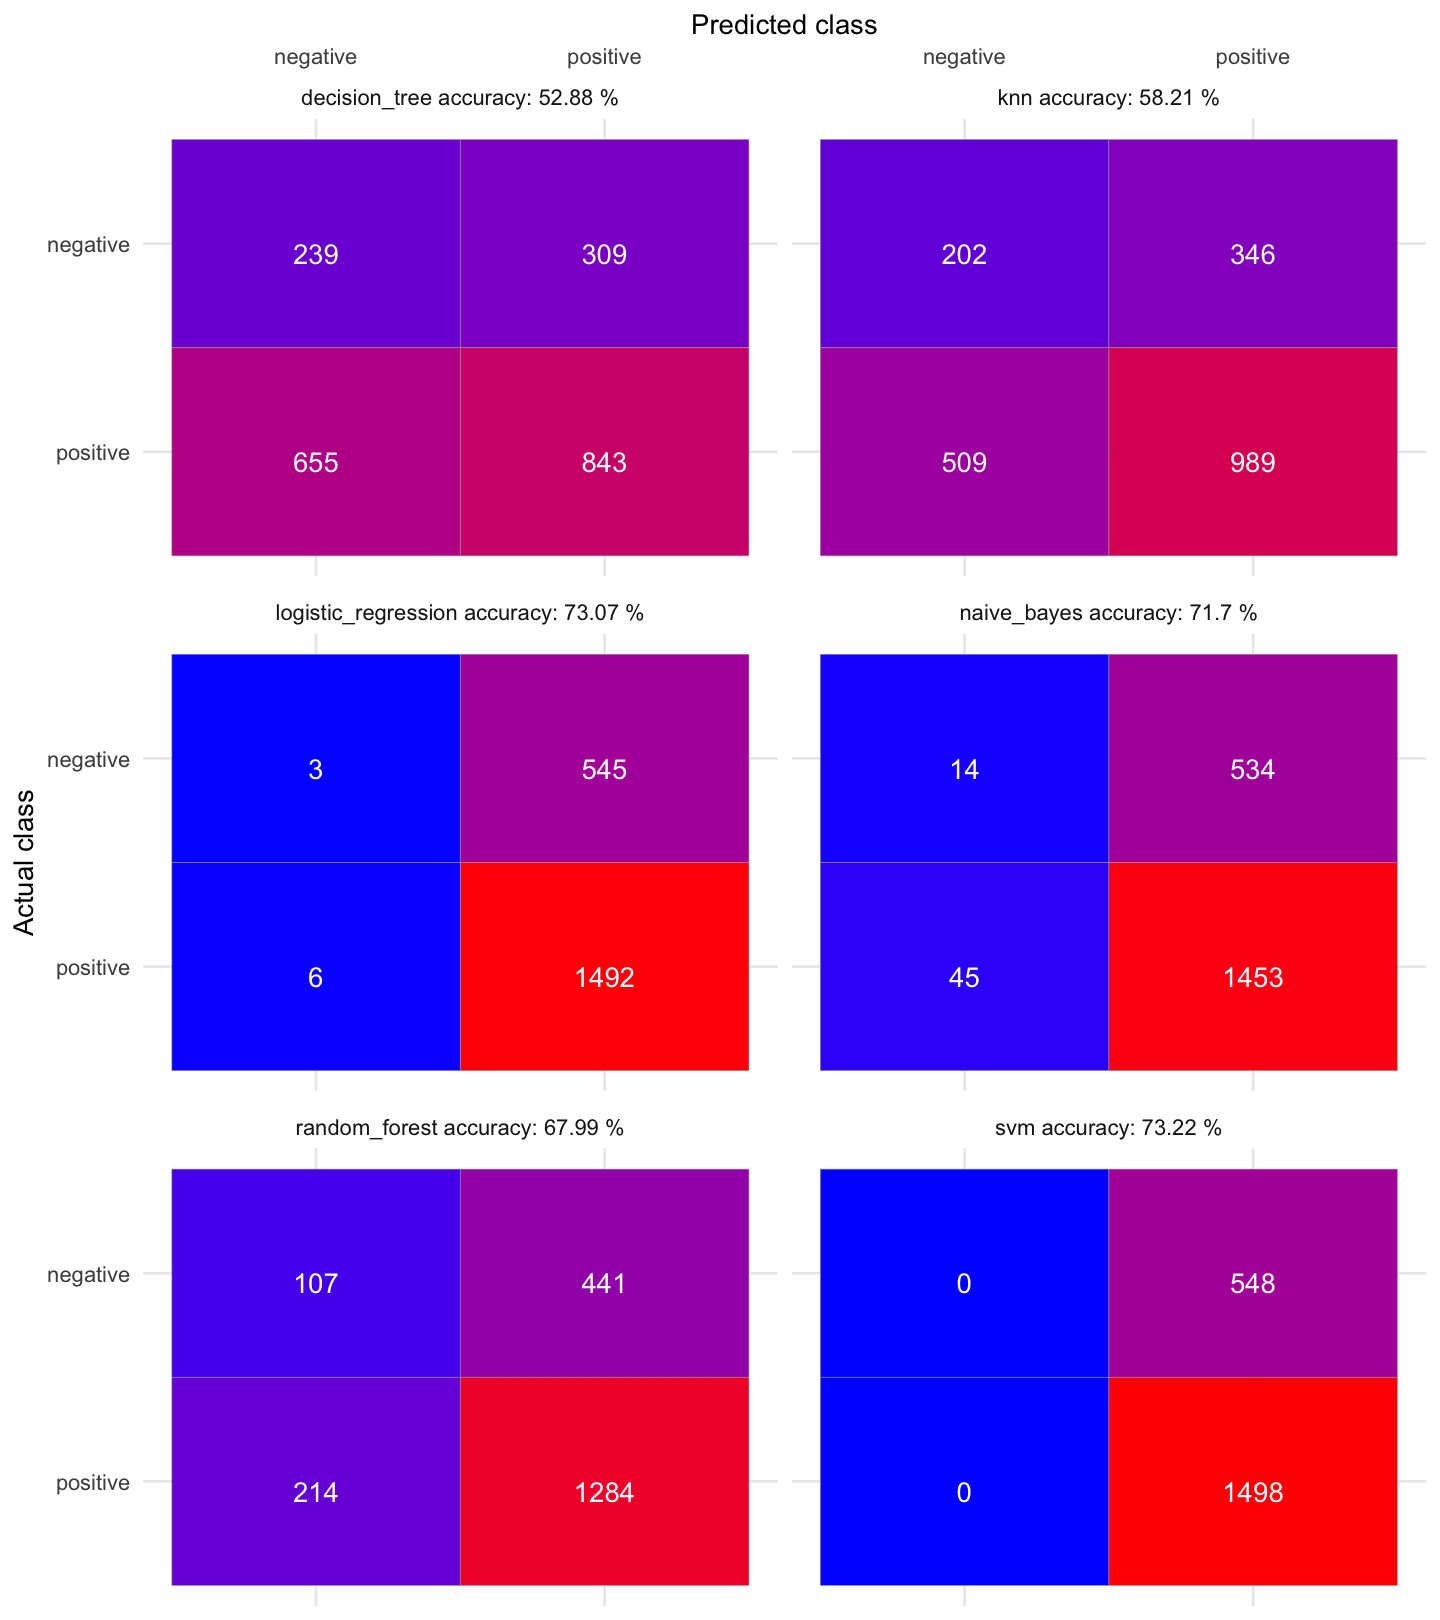 Predicted class
negative positive negative positive
decision_tree accuracy: 52.88 % knn accuracy: 58.21 %
negative 239 309 202 346
positive 655 843 509 989
logistic_regression accuracy: 73.07 % naive_bayes accuracy: 71.7 %
negative 3 545 14 534
Actual class
positive 6 1492 45 1453
random_forest accuracy: 67.99 % svm accuracy: 73.22 %
negative 107 441 0 548
positive 214 1284 0 1498